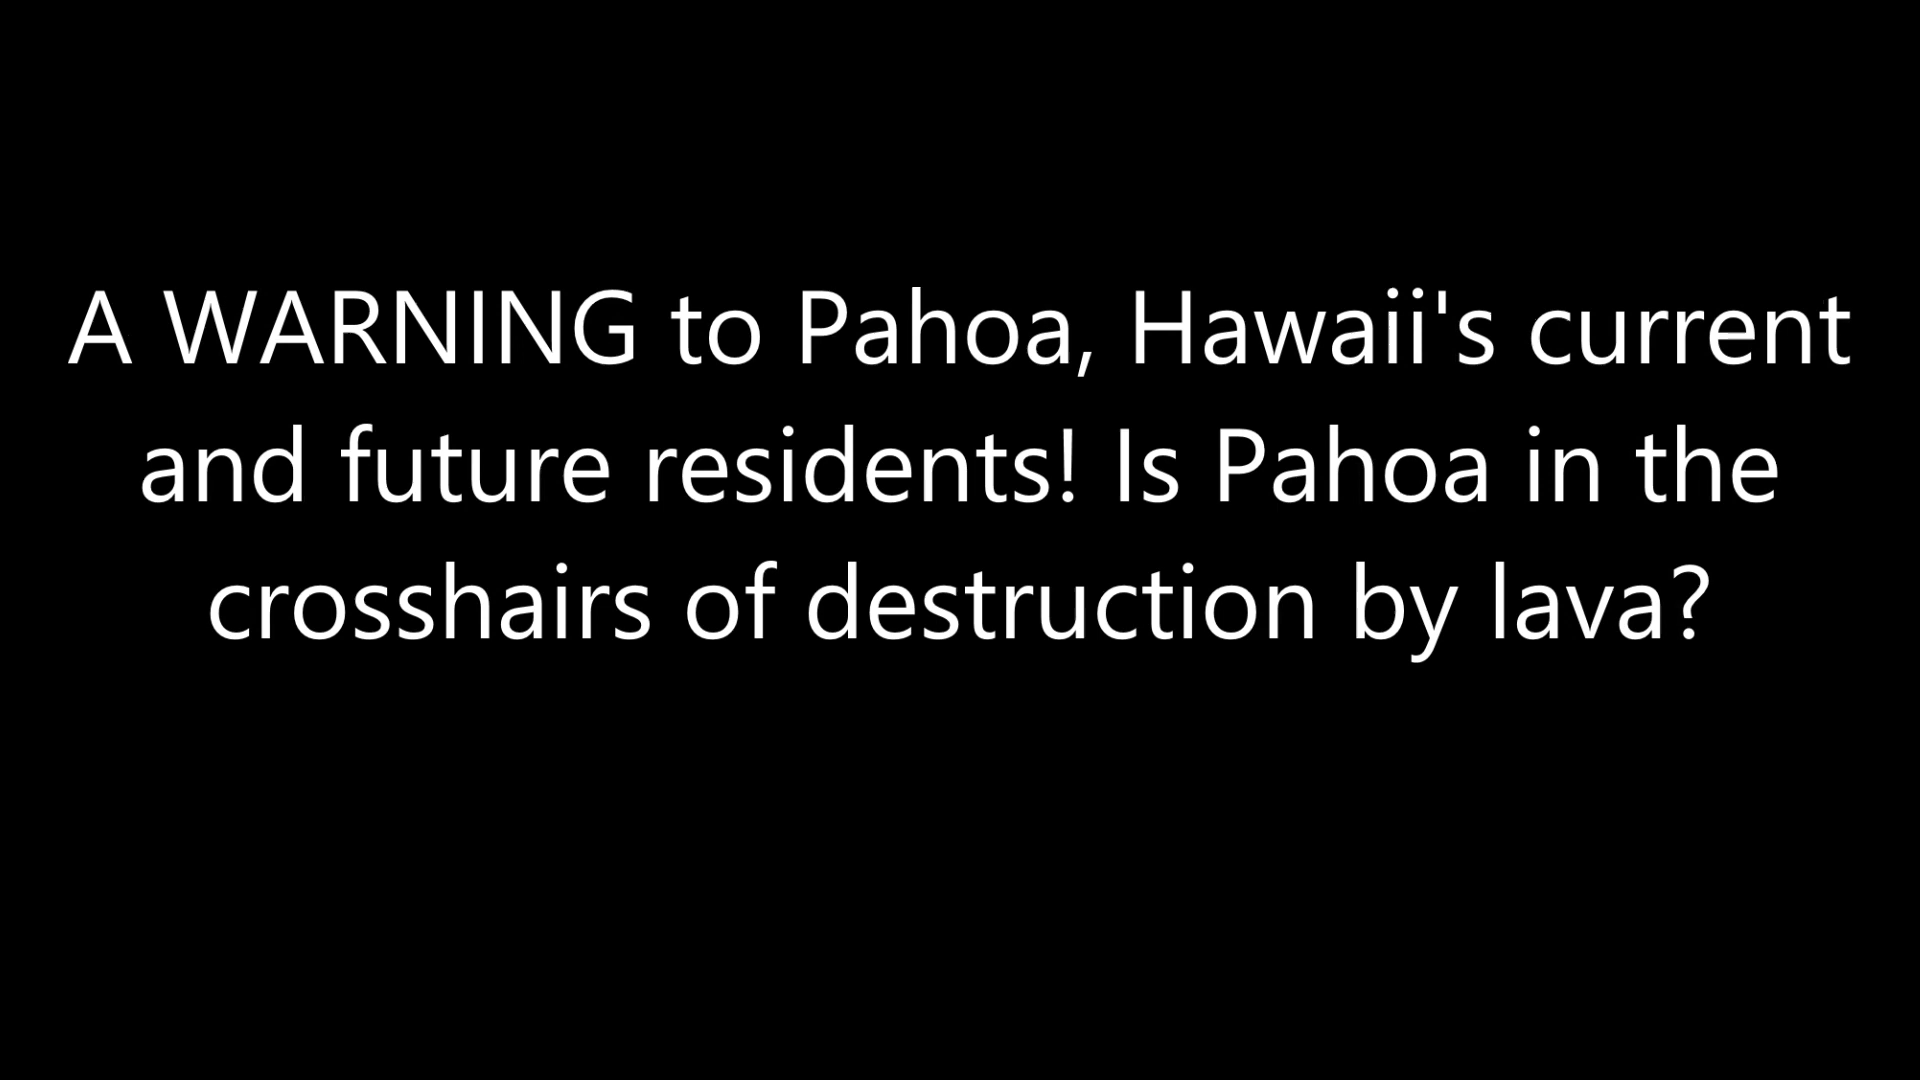 A WARNING to Pahoa, Hawaii's current
and future residents! Is Pahoa in the
crosshairs of destruction by lava?